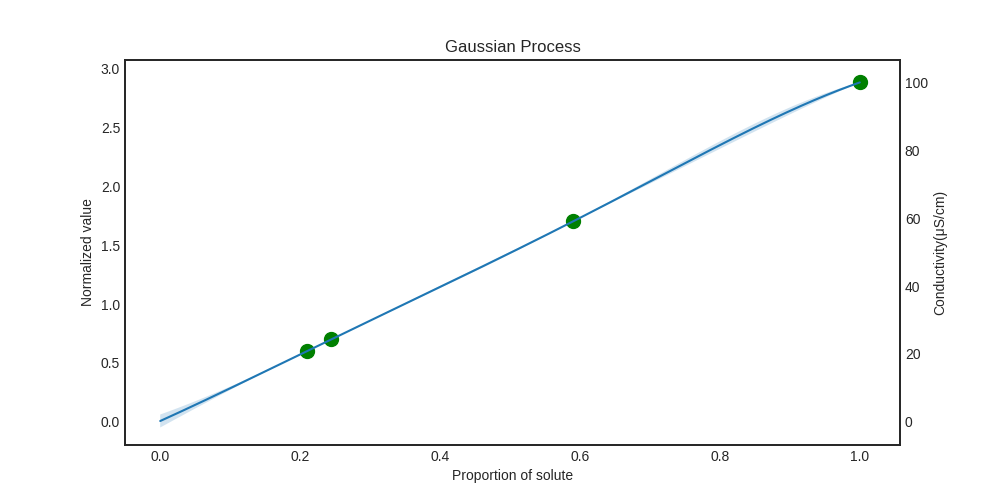 Gaussian Process
3.0
2.5
2.0
1.5
1.0
0.5
0.0
Normalized value
100
80
60
40
20
0
Conductivity(μS/cm)
0.0 0.2 0.4 0.6 0.8 1.0
Proportion of solute